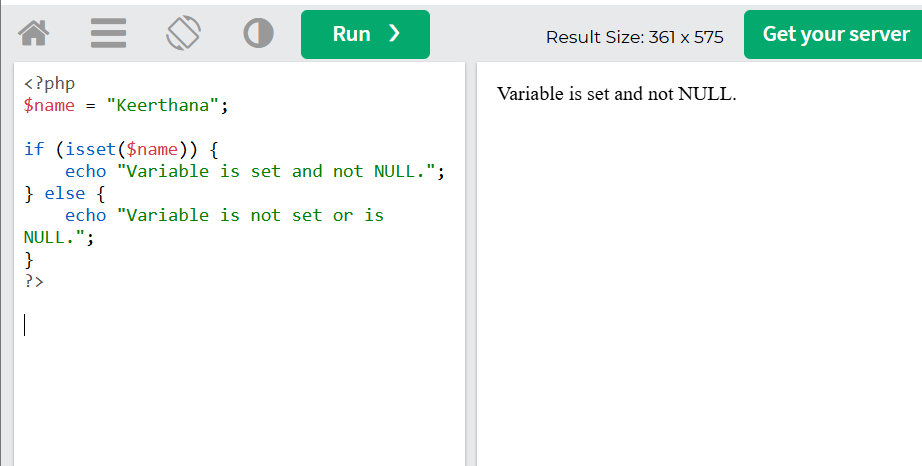 Run ❯
Result Size: 361 x 575
Get your server
<?php
$name = "Keerthana";
if (isset($name)) {
    echo "Variable is set and not NULL.";
} else {
    echo "Variable is not set or is
NULL.";
}
?>
Variable is set and not NULL.